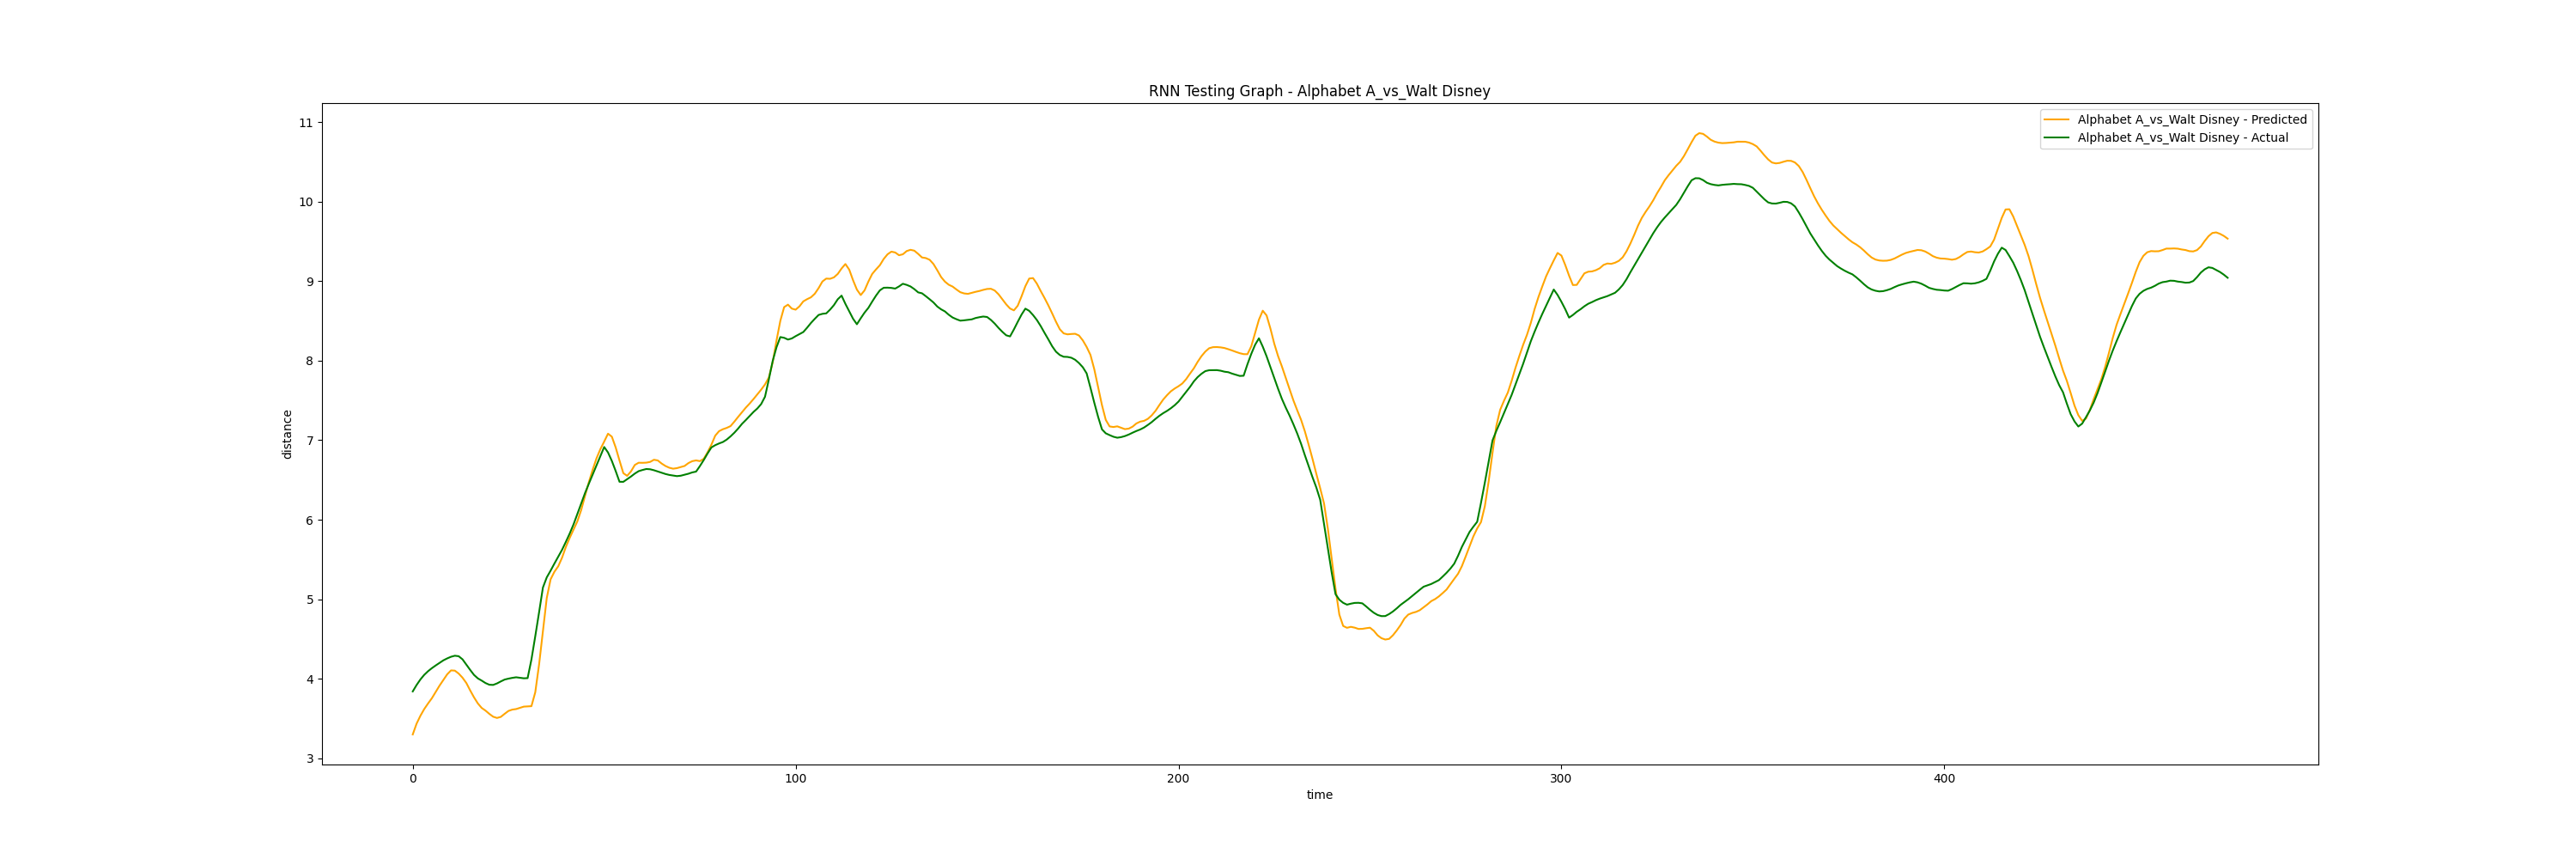 RNN Testing Graph - Alphabet A_vs_Walt Disney
Alphabet A_vs_Walt Disney - Predicted
Alphabet A_vs_Walt Disney - Actual
11
10
9
8
7
6
5
4
3
distance
0
100
200
300
400
time